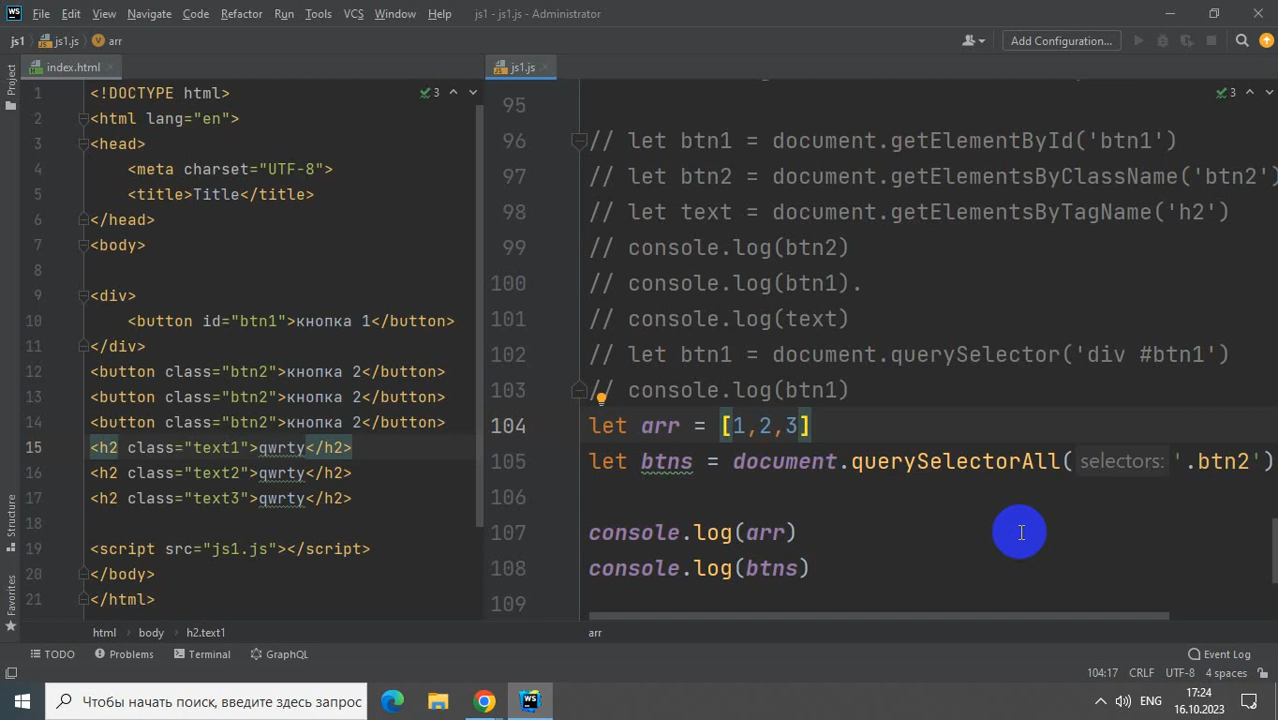 WS File Edit View Navigate Code Refactor Run Tools VCS Window Help js1 - js1.js - Administrator
js1 js1.js v arr Add Configuration...
index.html js1.js
Project
Structure
Favorites
1 <!DOCTYPE html>
2 <html lang="en">
3 <head>
4 <meta charset="UTF-8">
5 <title>Title</title>
6 </head>
7 <body>
8
9 <div>
10 <button id="btn1">кнопка 1</button>
11 </div>
12 <button class="btn2">кнопка 2</button>
13 <button class="btn2">кнопка 2</button>
14 <button class="btn2">кнопка 2</button>
15 <h2 class="text1">qwrty</h2>
16 <h2 class="text2">qwrty</h2>
17 <h2 class="text3">qwrty</h2>
18
19 <script src="js1.js"></script>
20 </body>
21 </html>
3
html body h2.text1
95
96 // let btn1 = document.getElementById('btn1')
97 // let btn2 = document.getElementsByClassName('btn2'
98 // let text = document.getElementsByTagName('h2')
99 // console.log(btn2)
100 // console.log(btn1).
101 // console.log(text)
102 // let btn1 = document.querySelector('div #btn1')
103 // console.log(btn1)
104 let arr = [1,2,3]
105 let btns = document.querySelectorAll( selectors: '.btn2')
106
107 console.log(arr)
108 console.log(btns)
109
3
arr
TODO Problems Terminal GraphQL Event Log
104:17 CRLF UTF-8 4 spaces
Чтобы начать поиск, введите здесь запрос WS ENG 17:24
16.10.2023